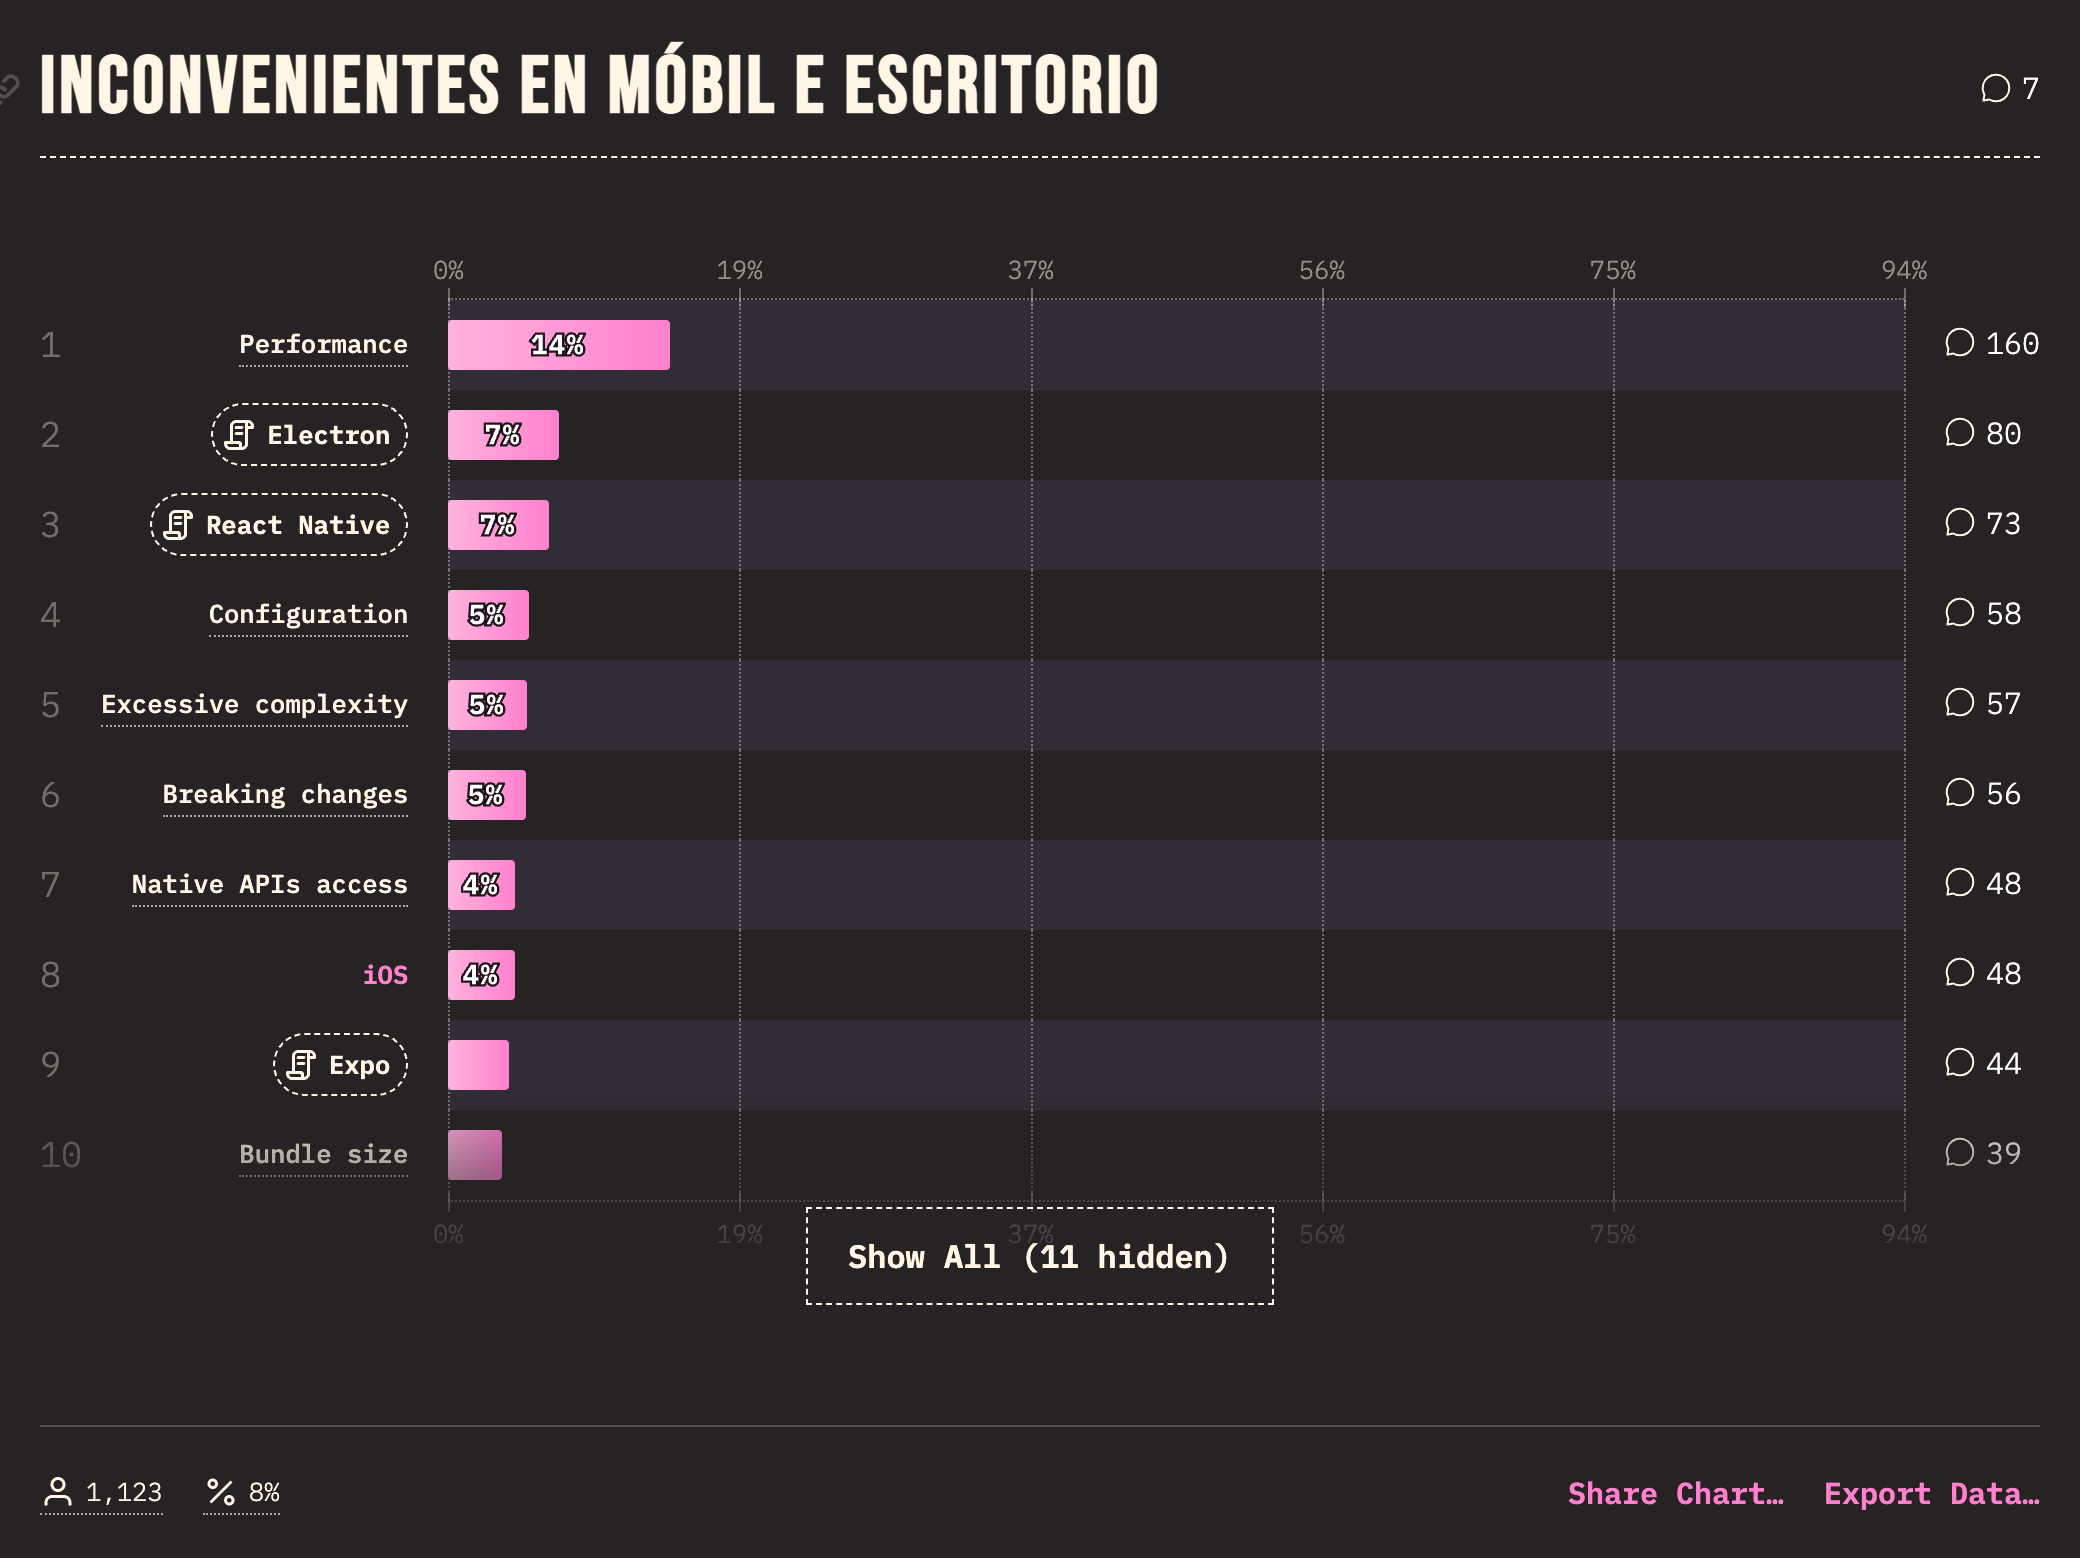 INCONVENIENTES EN MÓBIL E ESCRITORIO
7
0% 19% 37% 56% 75% 94%
1 Performance 14% 160
2 Electron 7% 80
3 React Native 7% 73
4 Configuration 5% 58
5 Excessive complexity 5% 57
6 Breaking changes 5% 56
7 Native APIs access 4% 48
8 iOS 4% 48
9 Expo 44
10 Bundle size 39
0% 19% 37% 56% 75% 94%
Show All (11 hidden)
1,123 8% Share Chart… Export Data…